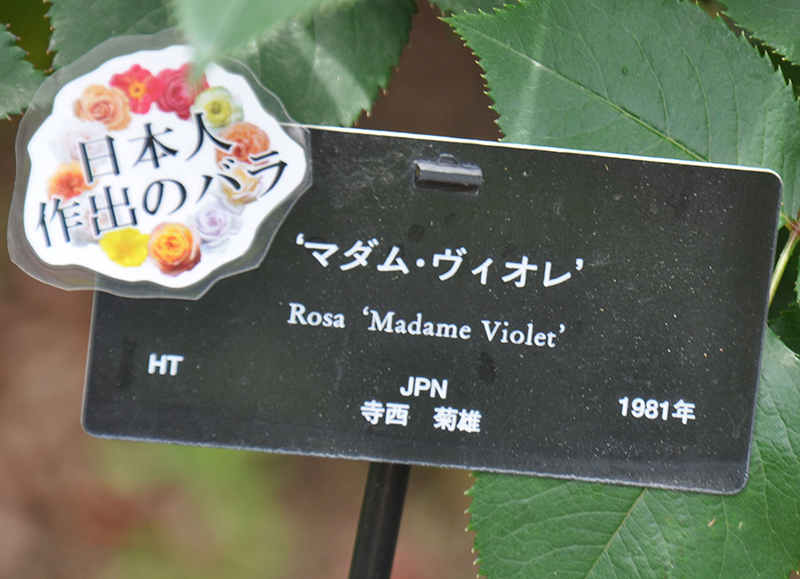 日本人
作出のバラ
‘マダム・ヴィオレ’
Rosa ‘Madame Violet’
HT
JPN
寺西 菊雄
1981年